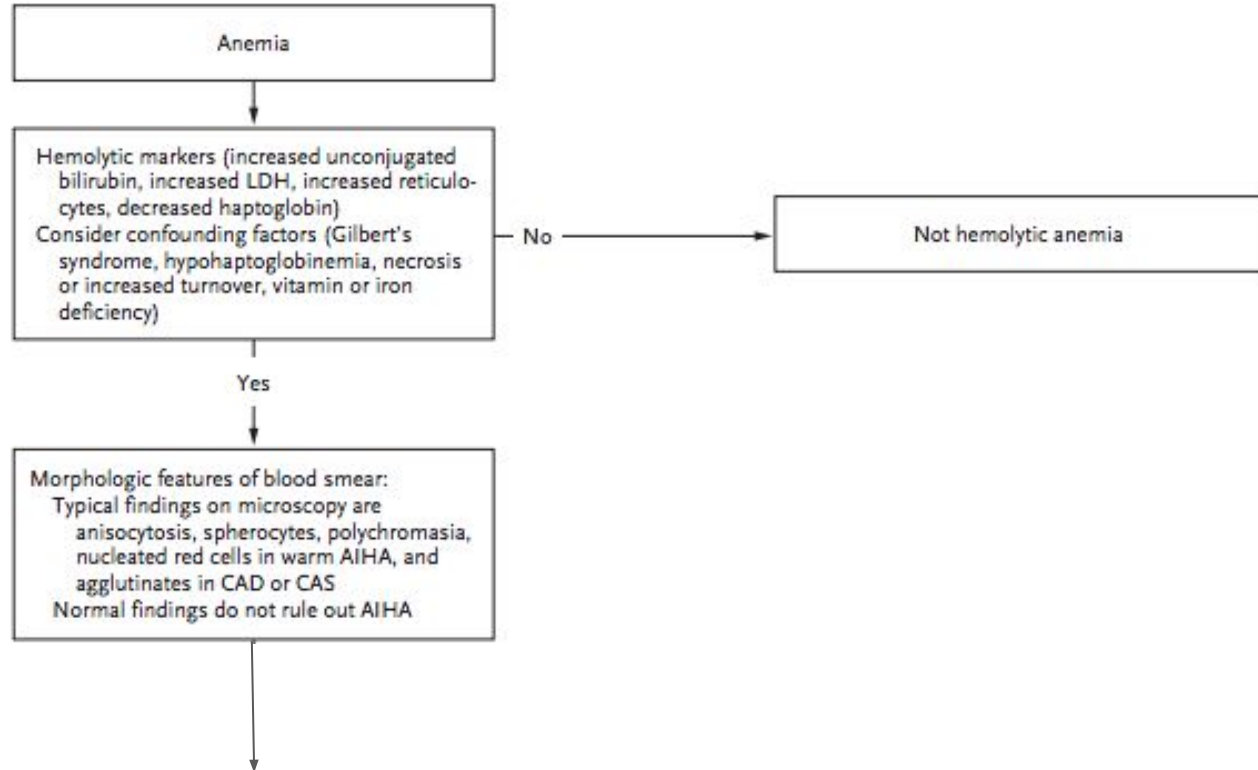 Anemia
Hemolytic markers (increased unconjugated
bilirubin, increased LDH, increased reticulo-
cytes, decreased haptoglobin)
Consider confounding factors (Gilbert's
syndrome, hypohaptoglobinemia, necrosis
or increased turnover, vitamin or iron
deficiency)
No
Not hemolytic anemia
Yes
Morphologic features of blood smear:
Typical findings on microscopy are
anisocytosis, spherocytes, polychromasia,
nucleated red cells in warm AIHA, and
agglutinates in CAD or CAS
Normal findings do not rule out AIHA